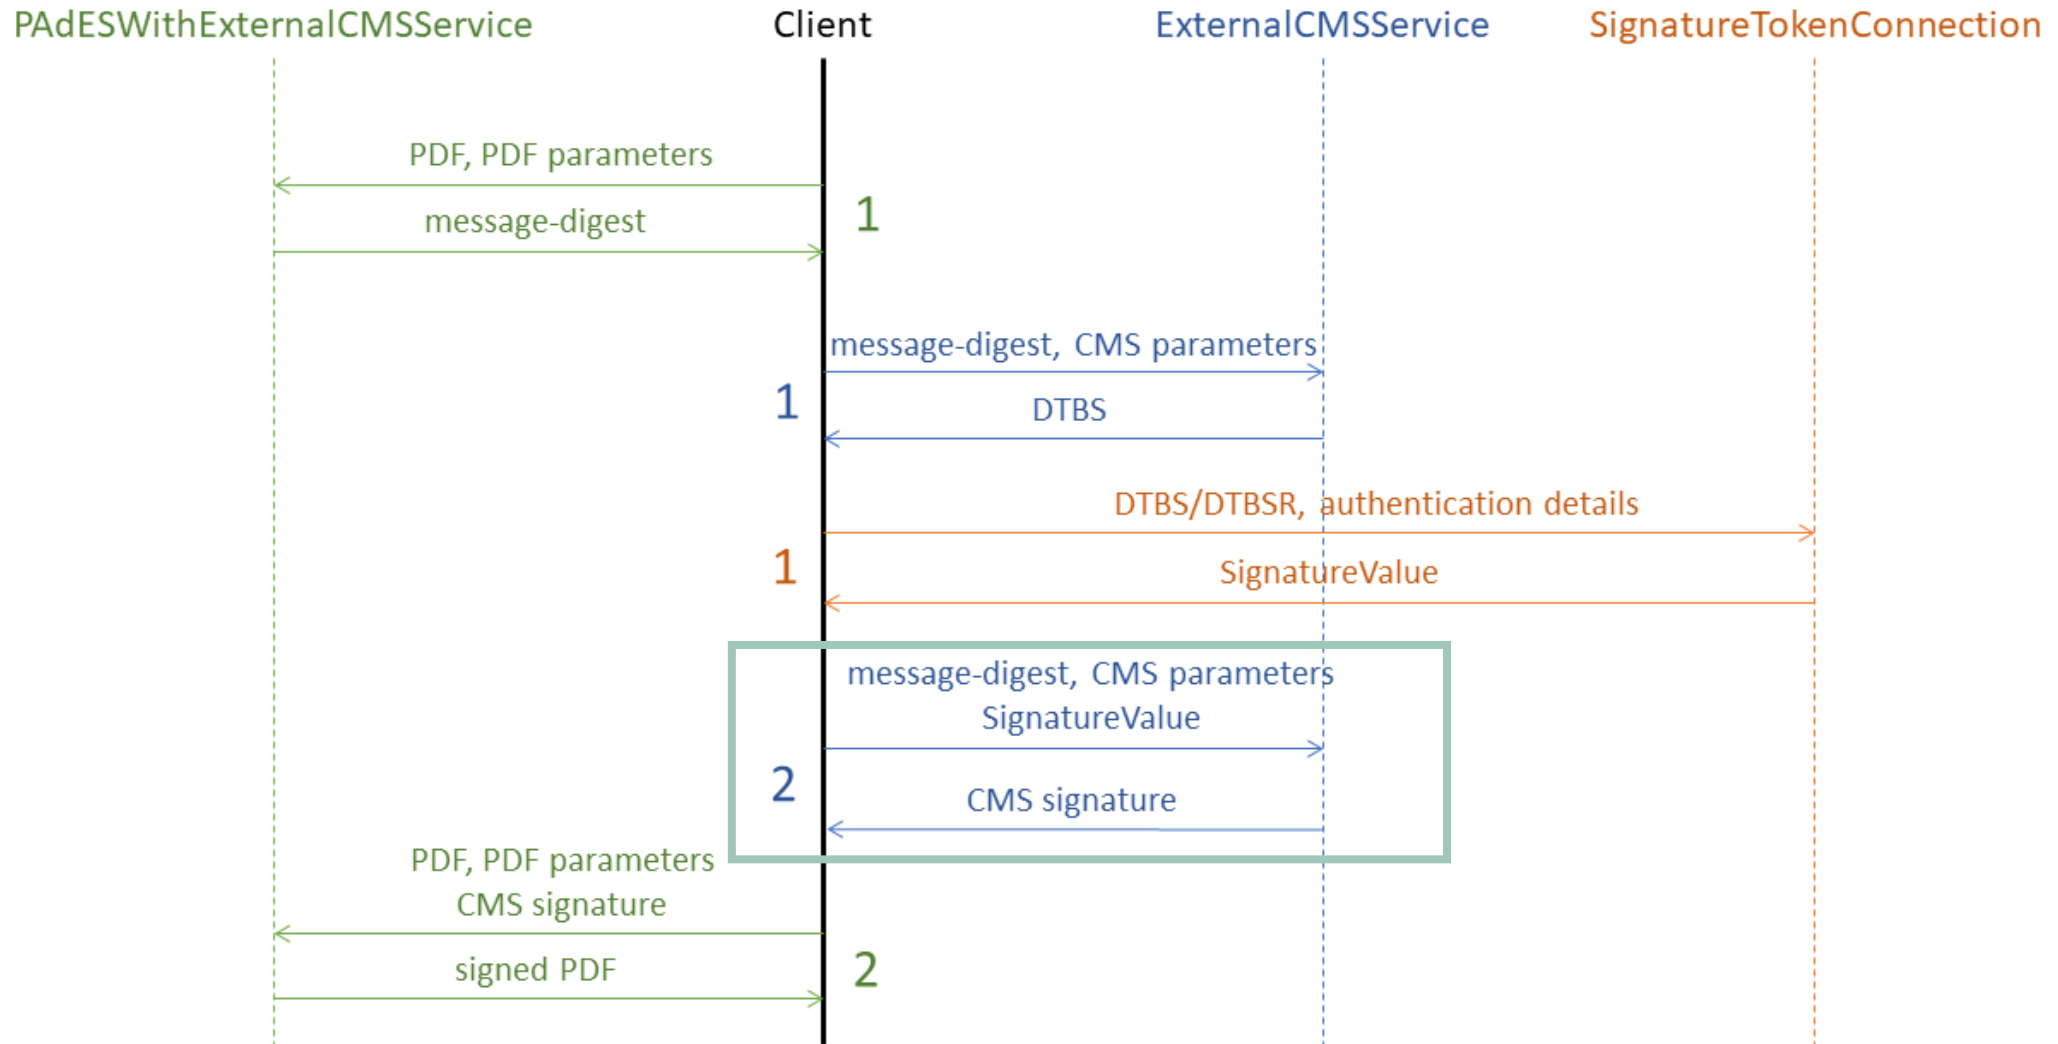 PAdESWithExternalCMSService
Client
ExternalCMSService
SignatureTokenConnection
PDF, PDF parameters
message-digest
1
message-digest, CMS parameters
1
DTBS
DTBS/DTBSR, authentication details
1
SignatureValue
message-digest, CMS parameters
SignatureValue
2
CMS signature
PDF, PDF parameters
CMS signature
signed PDF
2